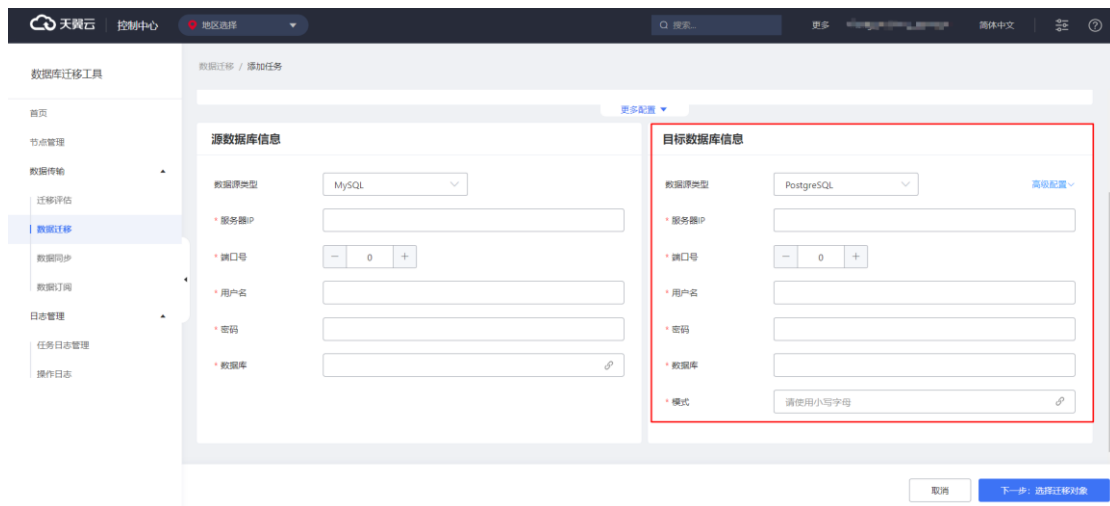 天翼云 控制中心 地区选择 搜索... 更多 简体中文
数据库迁移工具
首页
节点管理
数据传输
迁移评估
数据迁移
数据同步
数据订阅
日志管理
任务日志管理
操作日志
数据迁移 / 添加任务
更多配置
源数据库信息
数据源类型 MySQL
* 服务器IP
* 端口号 − 0 +
* 用户名
* 密码
* 数据库
目标数据库信息
数据源类型 PostgreSQL 高级配置
* 服务器IP
* 端口号 − 0 +
* 用户名
* 密码
* 数据库
* 模式 请使用小写字母
取消 下一步：选择迁移对象